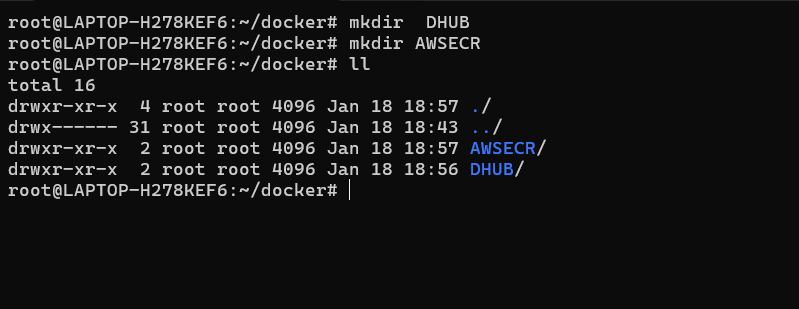 root@LAPTOP-H278KEF6:~/docker# mkdir  DHUB
root@LAPTOP-H278KEF6:~/docker# mkdir AWSECR
root@LAPTOP-H278KEF6:~/docker# ll
total 16
drwxr-xr-x  4 root root 4096 Jan 18 18:57 ./
drwx------ 31 root root 4096 Jan 18 18:43 ../
drwxr-xr-x  2 root root 4096 Jan 18 18:57 AWSECR/
drwxr-xr-x  2 root root 4096 Jan 18 18:56 DHUB/
root@LAPTOP-H278KEF6:~/docker#